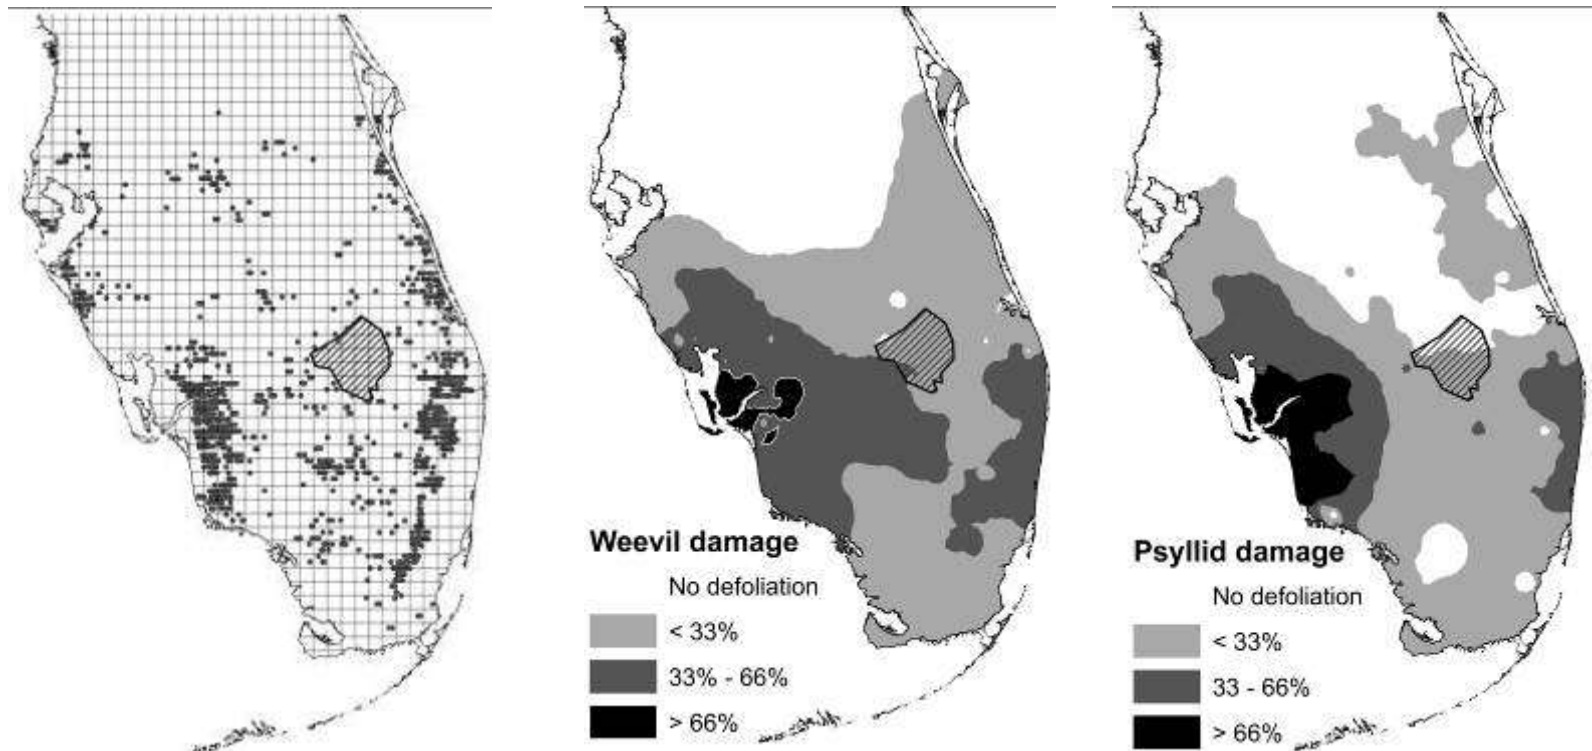 Weevil damage
No defoliation
< 33%
33% - 66%
> 66%
Psyllid damage
No defoliation
< 33%
33 - 66%
> 66%